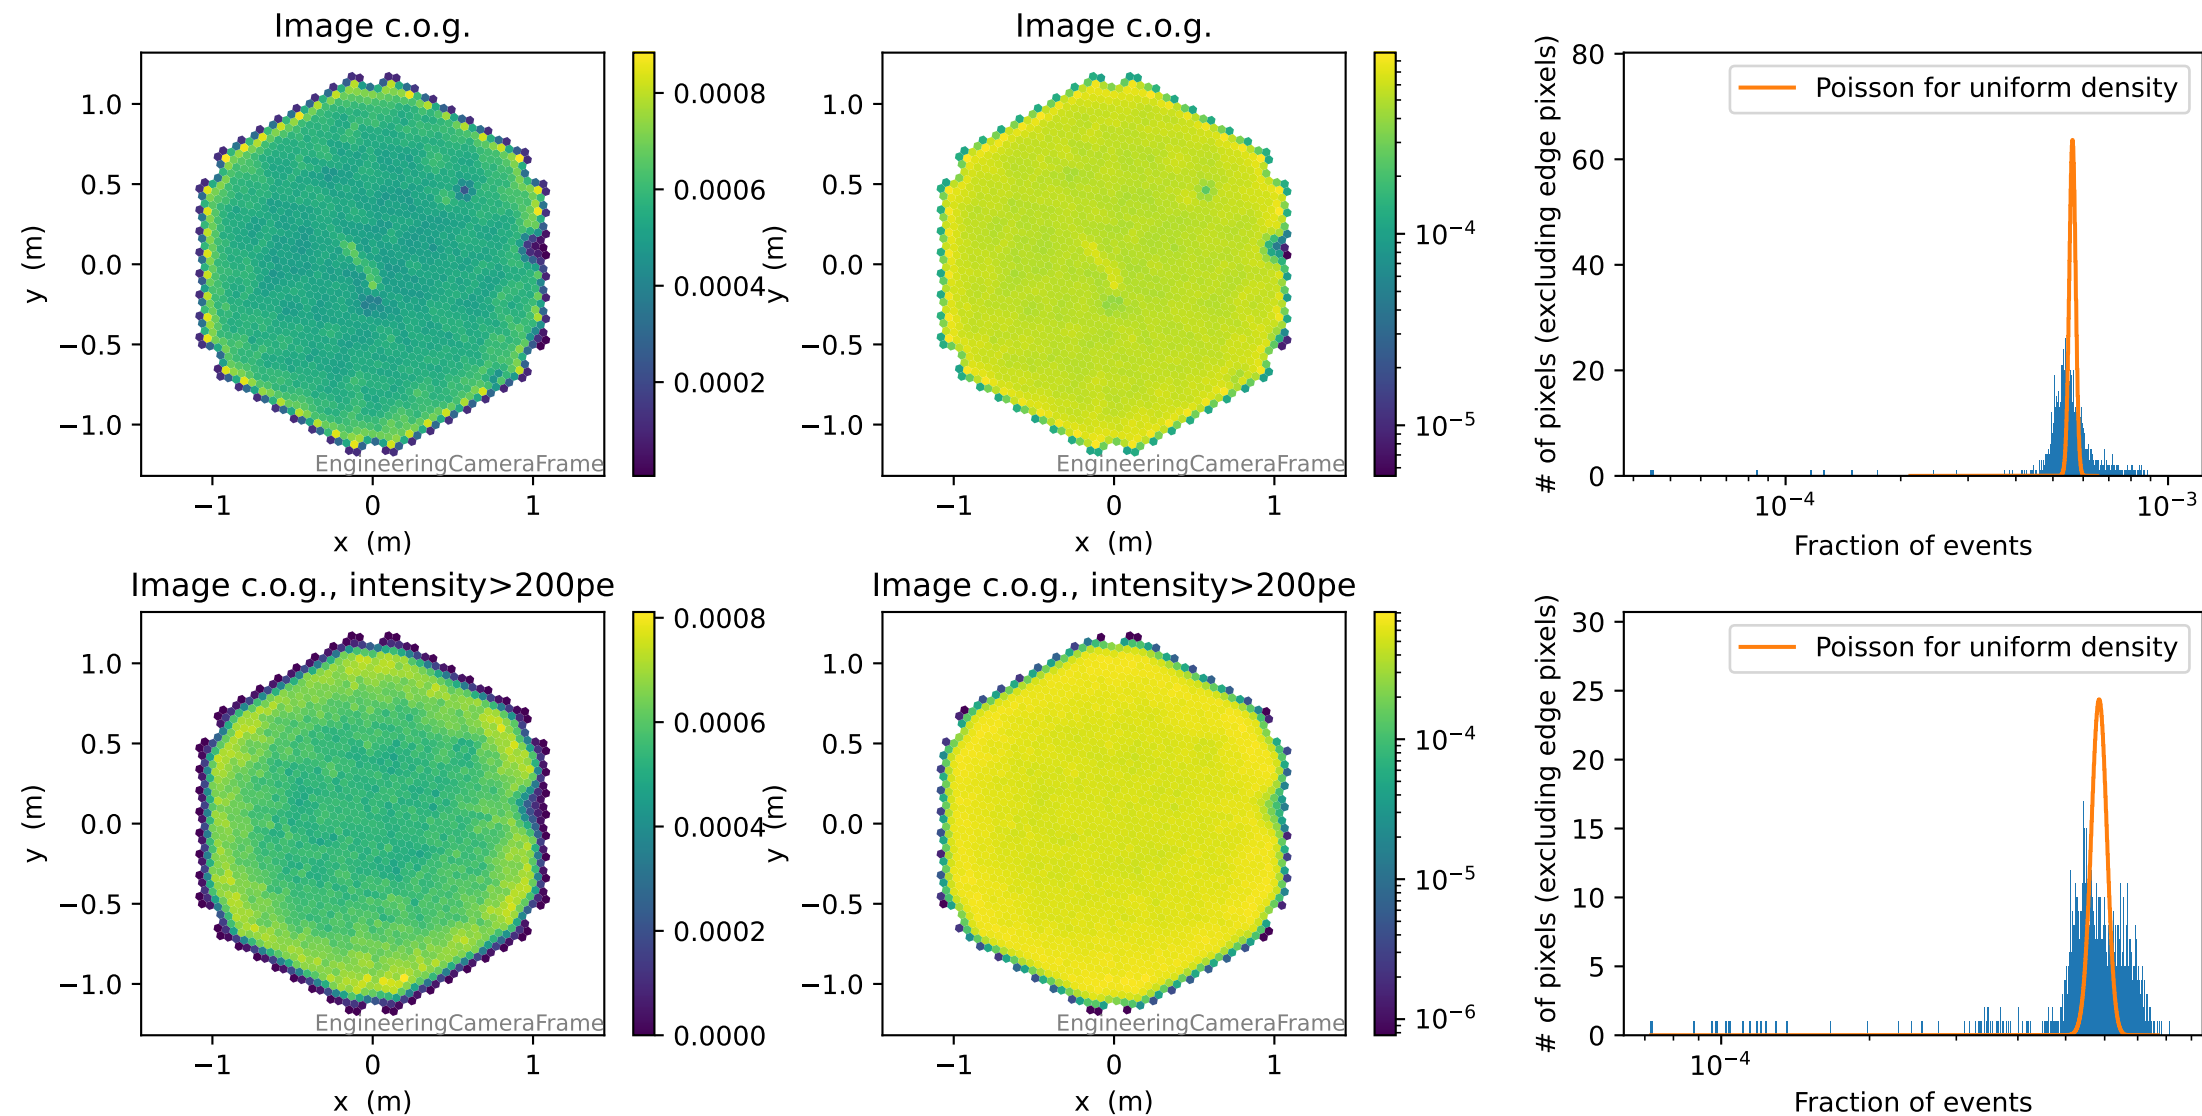 Image c.o.g.
1.0
0.5
0.0
−0.5
−1.0
y (m)
−1
0
1
x (m)
EngineeringCameraFrame
0.0008
0.0006
0.0004
0.0002
Image c.o.g.
1.0
0.5
0.0
−0.5
−1.0
y (m)
−1
0
1
x (m)
EngineeringCameraFrame
10−4
10−5
# of pixels (excluding edge pixels)
80
60
40
20
0
Poisson for uniform density
10−4
10−3
Fraction of events
Image c.o.g., intensity>200pe
1.0
0.5
0.0
−0.5
−1.0
y (m)
−1
0
1
x (m)
EngineeringCameraFrame
0.0008
0.0006
0.0004
0.0002
0.0000
Image c.o.g., intensity>200pe
1.0
0.5
0.0
−0.5
−1.0
y (m)
−1
0
1
x (m)
EngineeringCameraFrame
10−4
10−5
10−6
# of pixels (excluding edge pixels)
30
25
20
15
10
5
0
Poisson for uniform density
10−4
Fraction of events